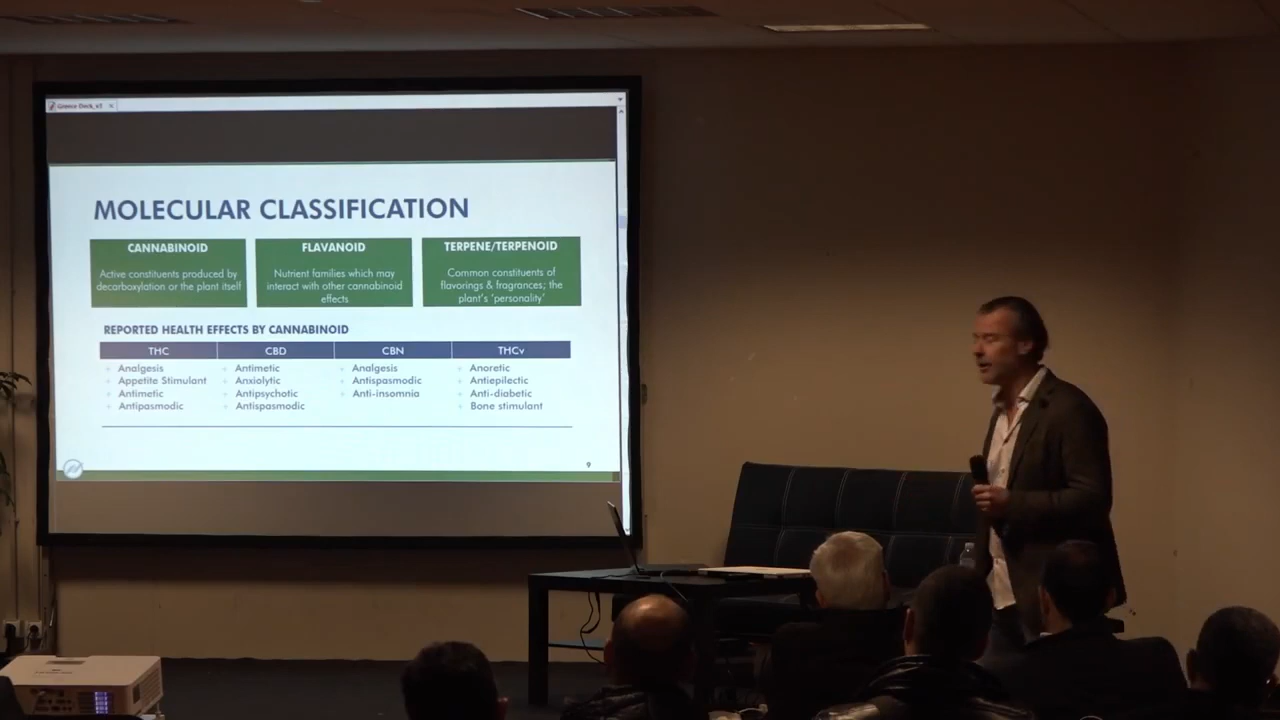 Greece Deck_v3
MOLECULAR CLASSIFICATION
CANNABINOID
Active constituents produced by
decarboxylation or the plant itself
FLAVANOID
Nutrient families which may
interact with other cannabinoid
effects
TERPENE/TERPENOID
Common constituents of
flavorings & fragrances; the
plant's 'personality'
REPORTED HEALTH EFFECTS BY CANNABINOID
THC
Analgesis
Appetite Stimulant
Antimetic
Antipasmodic
CBD
Antimetic
Anxiolytic
Antipsychotic
Antispasmodic
CBN
Analgesis
Antispasmodic
Anti-insomnia
THCv
Anoretic
Antiepilectic
Anti-diabetic
Bone stimulant
9